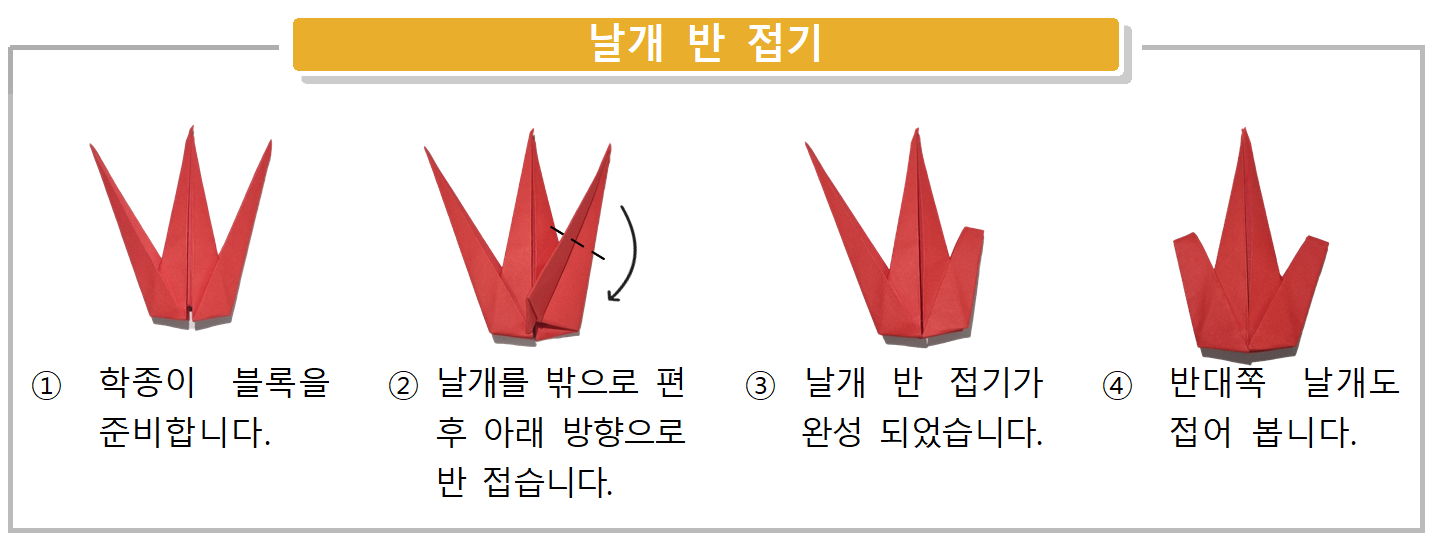 날개 반 접기
① 학종이 블록을
준비합니다.
② 날개를 밖으로 편
후 아래 방향으로
반 접습니다.
③ 날개 반 접기가
완성 되었습니다.
④ 반대쪽 날개도
접어 봅니다.